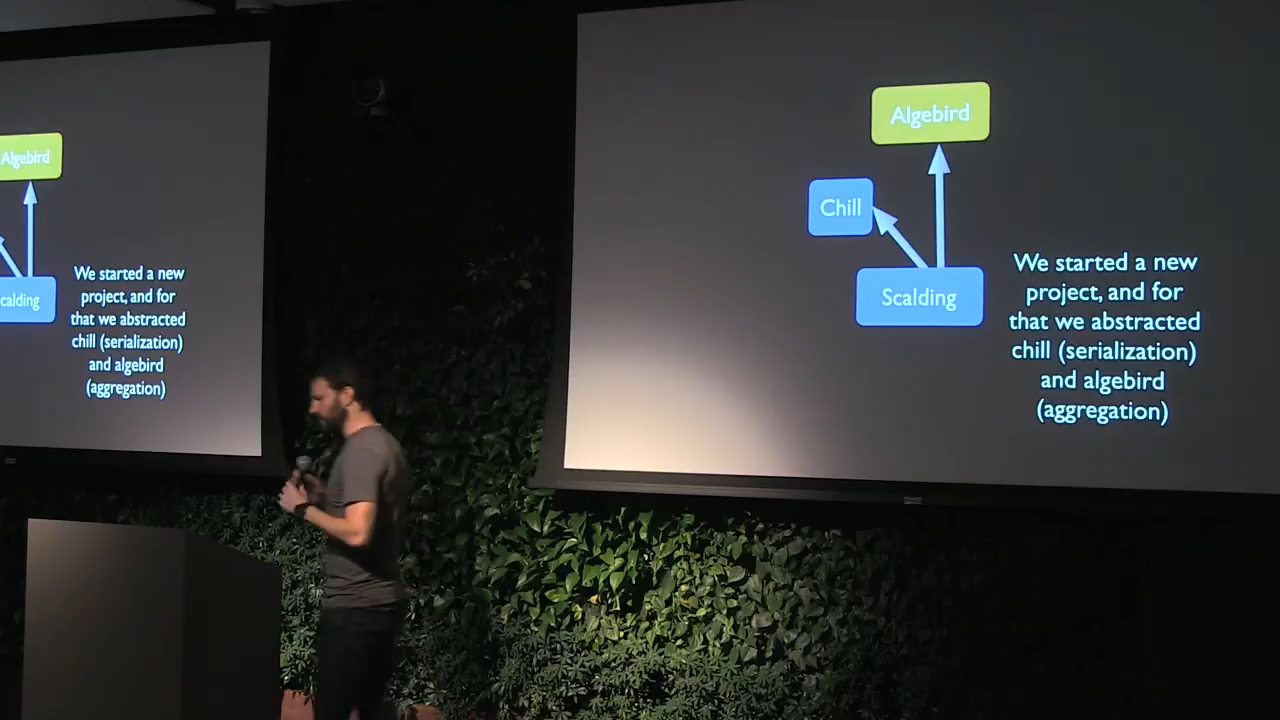 Algebird
calding
We started a new
project, and for
that we abstracted
chill (serialization)
and algebird
(aggregation)
Algebird
Chill
Scalding
We started a new
project, and for
that we abstracted
chill (serialization)
and algebird
(aggregation)